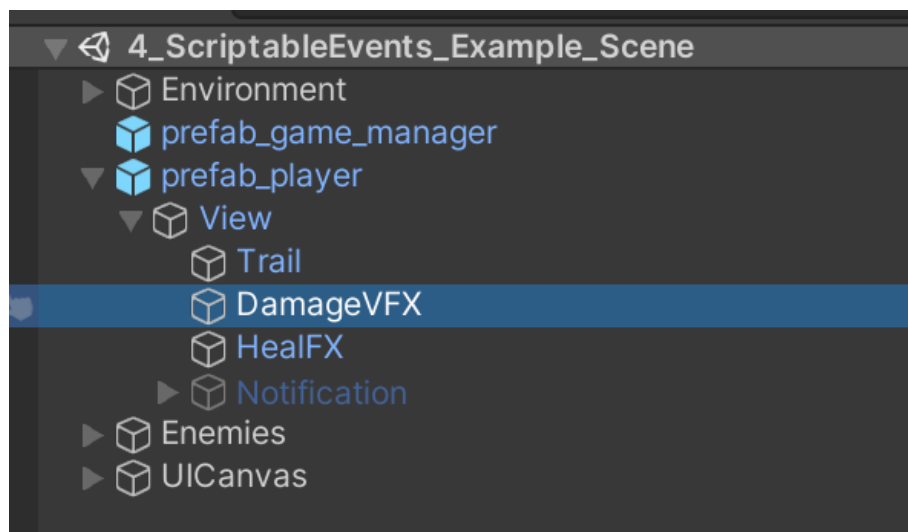 4_ScriptableEvents_Example_Scene
Environment
prefab_game_manager
prefab_player
View
Trail
DamageVFX
HealFX
Notification
Enemies
UICanvas